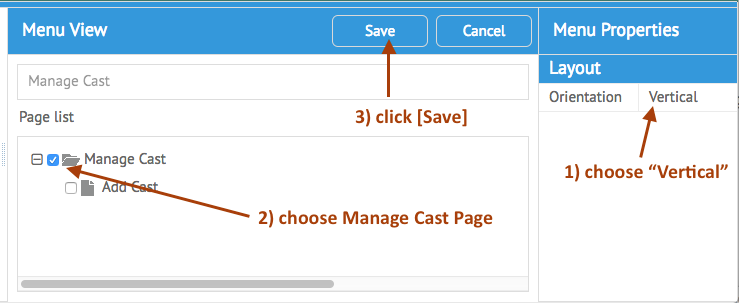 Menu View
Save
Cancel
Menu Properties
Manage Cast
Layout
Orientation
Vertical
3) click [Save]
Page list
Manage Cast
1) choose “Vertical”
Add Cast
2) choose Manage Cast Page